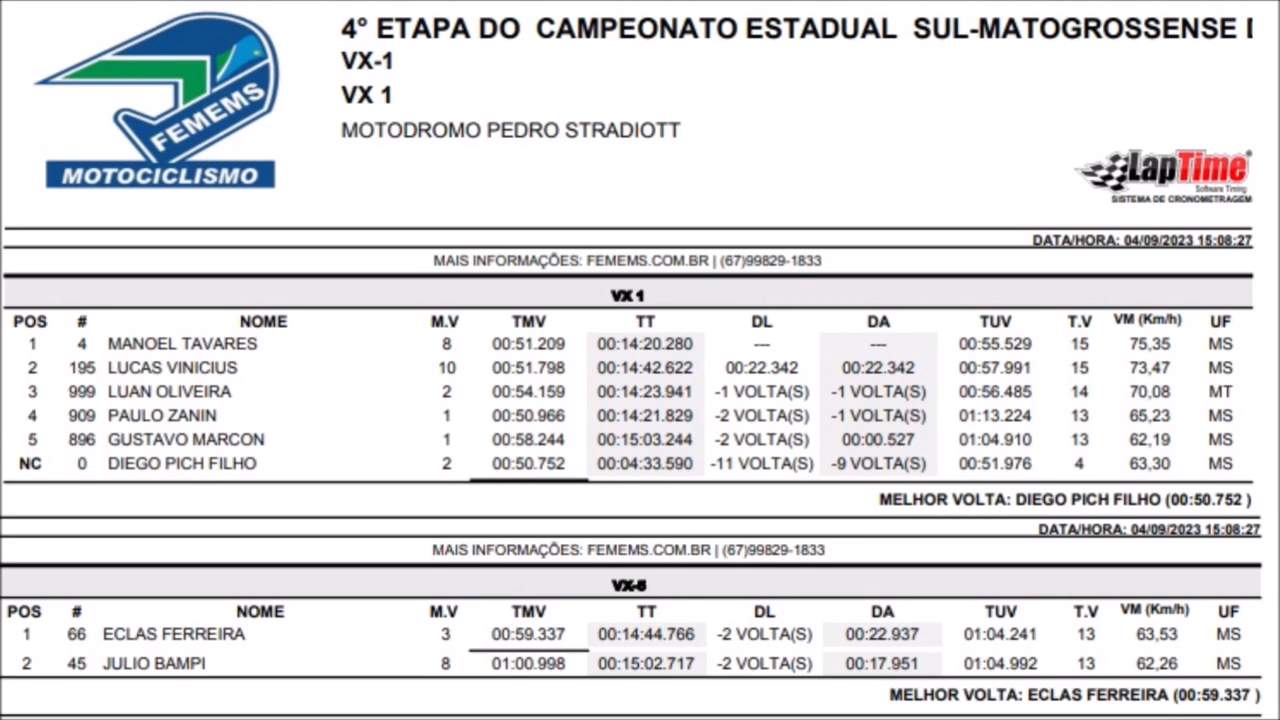 4° ETAPA DO CAMPEONATO ESTADUAL SUL-MATOGROSSENSE
VX-1
VX 1
MOTODROMO PEDRO STRADIOTT
FEMEMS
MOTOCICLISMO
LapTime
Software Timing
SISTEMA DE CRONOMETRAGEM
DATA/HORA: 04/09/2023 15:08:27
MAIS INFORMAÇÕES: FEMEMS.COM.BR | (67)99829-1833
VX 1
POS # NOME M.V TMV TT DL DA TUV T.V VM (Km/h) UF
1 4 MANOEL TAVARES 8 00:51.209 00:14:20.280 --- --- 00:55.529 15 75,35 MS
2 195 LUCAS VINICIUS 10 00:51.798 00:14:42.622 00:22.342 00:22.342 00:57.991 15 73,47 MS
3 999 LUAN OLIVEIRA 2 00:54.159 00:14:23.941 -1 VOLTA(S) -1 VOLTA(S) 00:56.485 14 70,08 MT
4 909 PAULO ZANIN 1 00:50.966 00:14:21.829 -2 VOLTA(S) -1 VOLTA(S) 01:13.224 13 65,23 MS
5 896 GUSTAVO MARCON 1 00:58.244 00:15:03.244 -2 VOLTA(S) 00:00.527 01:04.910 13 62,19 MS
NC 0 DIEGO PICH FILHO 2 00:50.752 00:04:33.590 -11 VOLTA(S) -9 VOLTA(S) 00:51.976 4 63,30 MS
MELHOR VOLTA: DIEGO PICH FILHO (00:50.752 )
DATA/HORA: 04/09/2023 15:08:27
MAIS INFORMAÇÕES: FEMEMS.COM.BR | (67)99829-1833
POS # NOME M.V TMV TT DL DA TUV T.V VM (Km/h) UF
1 66 ECLAS FERREIRA 3 00:59.337 00:14:44.766 -2 VOLTA(S) 00:22.937 01:04.241 13 63,53 MS
2 45 JULIO BAMPI 8 01:00.998 00:15:02.717 -2 VOLTA(S) 00:17.951 01:04.992 13 62,26 MS
MELHOR VOLTA: ECLAS FERREIRA (00:59.337 )